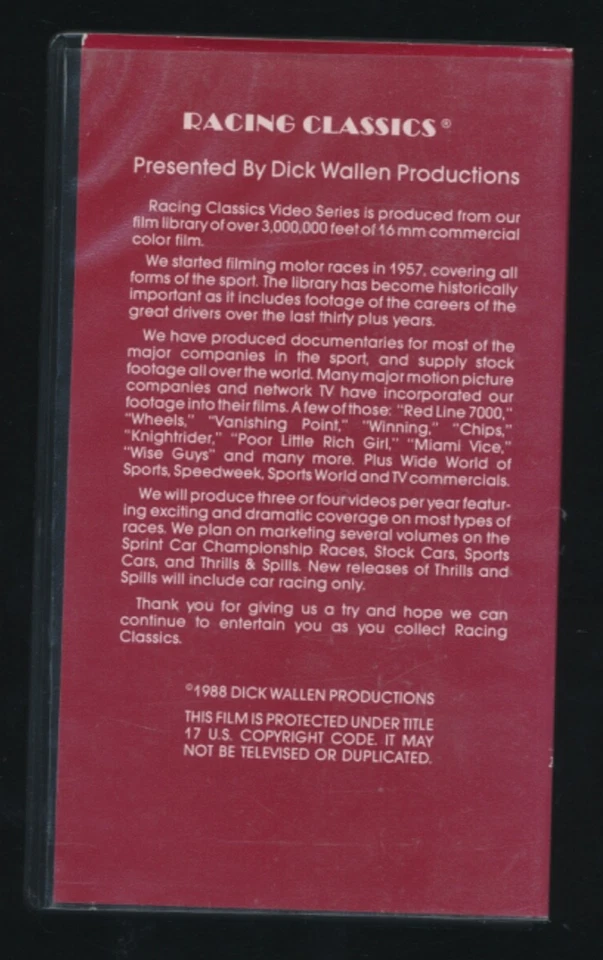 RACING CLASSICS®
Presented By Dick Wallen Productions
Racing Classics Video Series is produced from our
film library of over 3,000,000 feet of 16 mm commercial
color film.
We started filming motor races in 1957, covering all
forms of the sport. The library has become historically
important as it includes footage of the careers of the
great drivers over the last thirty plus years.
We have produced documentaries for most of the
major companies in the sport, and supply stock
footage all over the world. Many major motion picture
companies and network TV have incorporated our
footage into their films. A few of those: "Red Line 7000,"
"Wheels," "Vanishing Point," "Winning," "Chips,"
"Knightrider," "Poor Little Rich Girl," "Miami Vice,"
"Wise Guys" and many more. Plus Wide World of
Sports, Speedweek, Sports World and TV commercials.
We will produce three or four videos per year featur-
ing exciting and dramatic coverage on most types of
races. We plan on marketing several volumes on the
Sprint Car Championship Races, Stock Cars, Sports
Cars, and Thrills & Spills. New releases of Thrills and
Spills will include car racing only.
Thank you for giving us a try and hope we can
continue to entertain you as you collect Racing
Classics.
©1988 DICK WALLEN PRODUCTIONS
THIS FILM IS PROTECTED UNDER TITLE
17 U.S. COPYRIGHT CODE. IT MAY
NOT BE TELEVISED OR DUPLICATED.